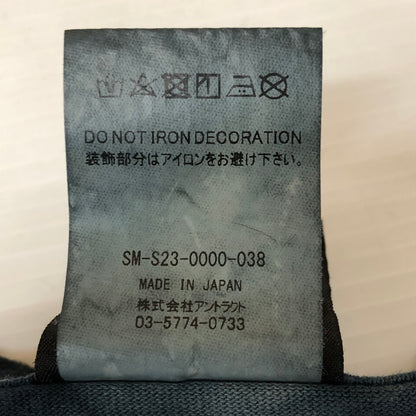 DO NOT IRON DECORATION
装飾部分はアイロンをお避け下さい。
SM-S23-0000-038
MADE IN JAPAN
株式会社アントラクト
03-5774-0733